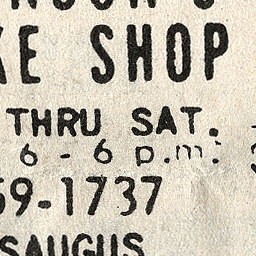 KE SHOP
THRU SAT.
6 - 6 p.m.
59-1737
SAUGUS